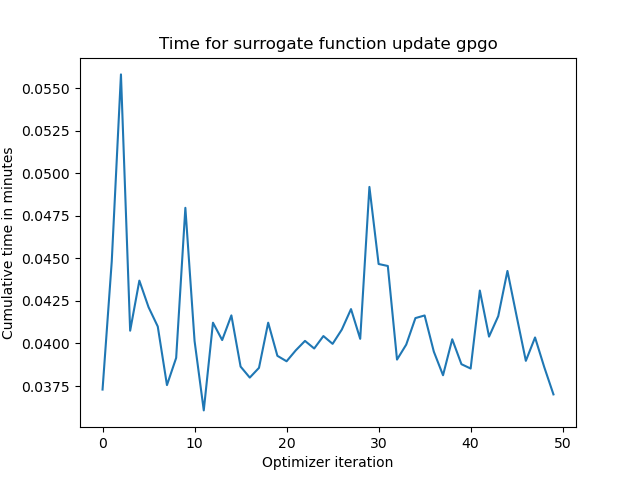 Time for surrogate function update gpgo
Cumulative time in minutes
0.0550
0.0525
0.0500
0.0475
0.0450
0.0425
0.0400
0.0375
0 10 20 30 40 50
Optimizer iteration